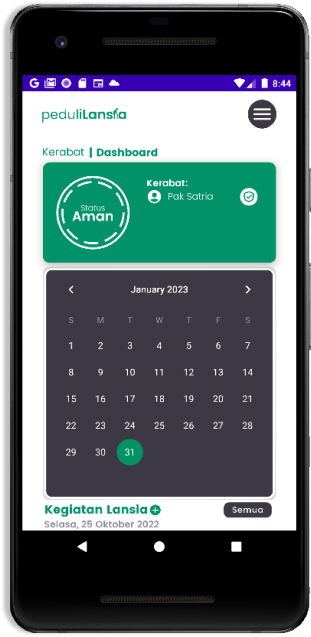 8:44
peduliLansia
Kerabat | Dashboard
Status
Aman
Kerabat:
Pak Satria
January 2023
S M T W T F S
1 2 3 4 5 6 7
8 9 10 11 12 13 14
15 16 17 18 19 20 21
22 23 24 25 26 27 28
29 30 31
Kegiatan Lansia
Semua
Selasa, 25 Oktober 2022